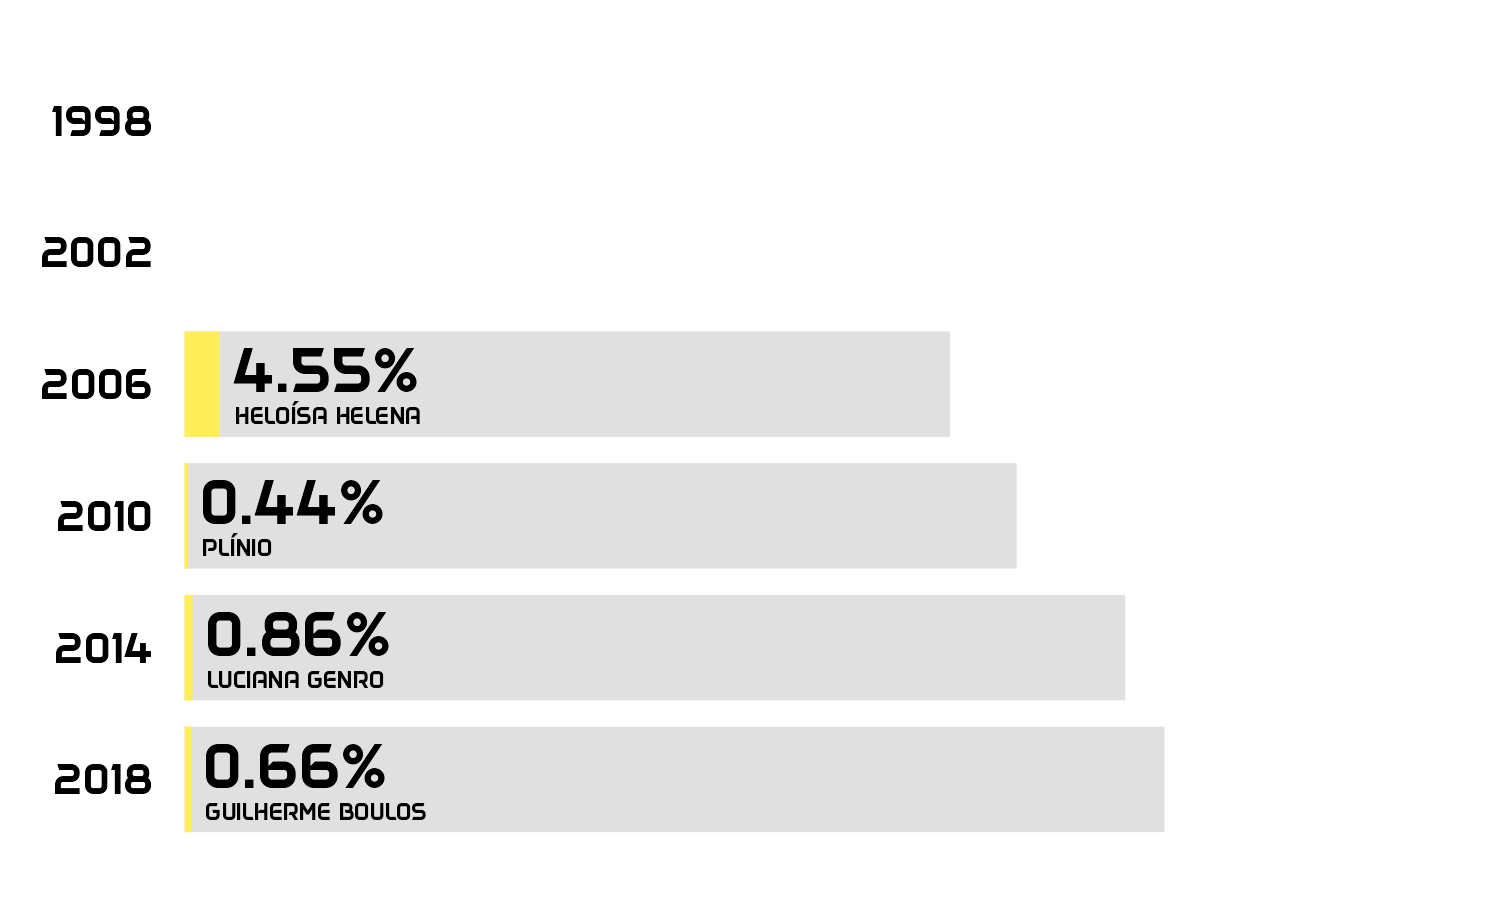 1998
2002
2006
4.55%
HELOÍSA HELENA
2010
0.44%
PLÍNIO
2014
0.86%
LUCIANA GENRO
2018
0.66%
GUILHERME BOULOS